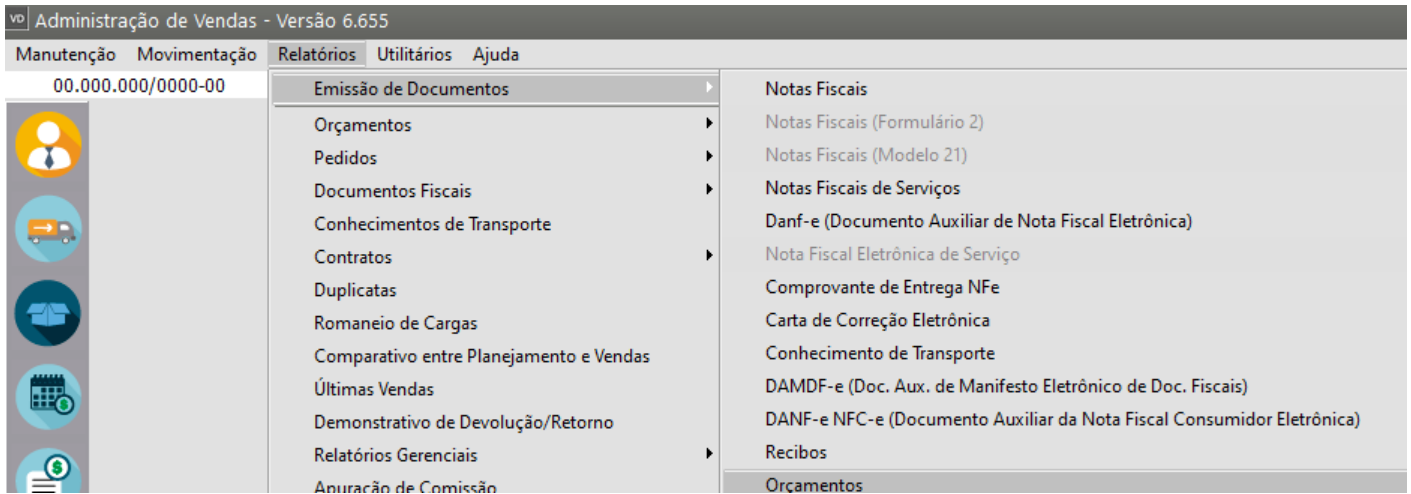 VD Administração de Vendas - Versão 6.655
Manutenção Movimentação Relatórios Utilitários Ajuda
00.000.000/0000-00
Emissão de Documentos
Orçamentos
Pedidos
Documentos Fiscais
Conhecimentos de Transporte
Contratos
Duplicatas
Romaneio de Cargas
Comparativo entre Planejamento e Vendas
Últimas Vendas
Demonstrativo de Devolução/Retorno
Relatórios Gerenciais
Apuração de Comissão
Notas Fiscais
Notas Fiscais (Formulário 2)
Notas Fiscais (Modelo 21)
Notas Fiscais de Serviços
Danf-e (Documento Auxiliar de Nota Fiscal Eletrônica)
Nota Fiscal Eletrônica de Serviço
Comprovante de Entrega NFe
Carta de Correção Eletrônica
Conhecimento de Transporte
DAMDF-e (Doc. Aux. de Manifesto Eletrônico de Doc. Fiscais)
DANF-e NFC-e (Documento Auxiliar da Nota Fiscal Consumidor Eletrônica)
Recibos
Orçamentos